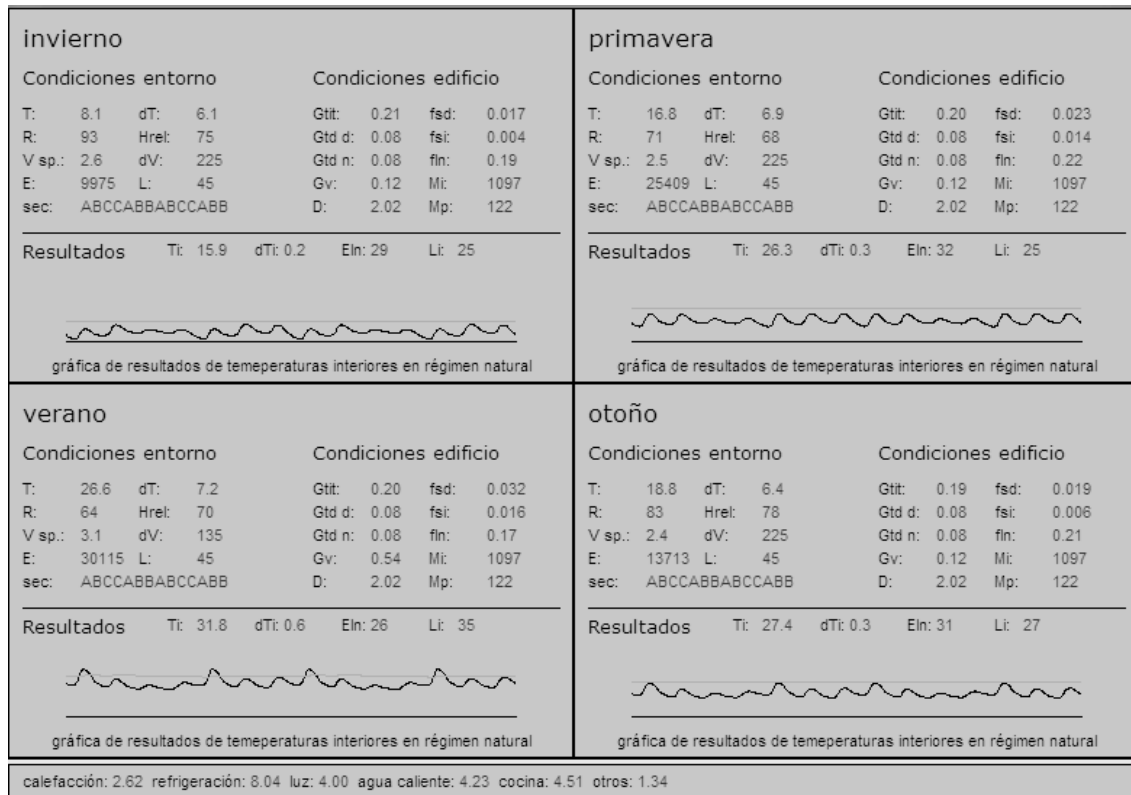 invierno
Condiciones entorno Condiciones edificio
T: 8.1 dT: 6.1 Gtit: 0.21 fsd: 0.017
R: 93 Hrel: 75 Gtd d: 0.08 fsi: 0.004
V sp.: 2.6 dV: 225 Gtd n: 0.08 fln: 0.19
E: 9975 L: 45 Gv: 0.12 Mi: 1097
sec: ABCCABBABCCABB D: 2.02 Mp: 122
Resultados Ti: 15.9 dTi: 0.2 Eln: 29 Li: 25
gráfica de resultados de temeperaturas interiores en régimen natural
primavera
Condiciones entorno Condiciones edificio
T: 16.8 dT: 6.9 Gtit: 0.20 fsd: 0.023
R: 71 Hrel: 68 Gtd d: 0.08 fsi: 0.014
V sp.: 2.5 dV: 225 Gtd n: 0.08 fln: 0.22
E: 25409 L: 45 Gv: 0.12 Mi: 1097
sec: ABCCABBABCCABB D: 2.02 Mp: 122
Resultados Ti: 26.3 dTi: 0.3 Eln: 32 Li: 25
gráfica de resultados de temeperaturas interiores en régimen natural
verano
Condiciones entorno Condiciones edificio
T: 26.6 dT: 7.2 Gtit: 0.20 fsd: 0.032
R: 64 Hrel: 70 Gtd d: 0.08 fsi: 0.016
V sp.: 3.1 dV: 135 Gtd n: 0.08 fln: 0.17
E: 30115 L: 45 Gv: 0.54 Mi: 1097
sec: ABCCABBABCCABB D: 2.02 Mp: 122
Resultados Ti: 31.8 dTi: 0.6 Eln: 26 Li: 35
gráfica de resultados de temeperaturas interiores en régimen natural
otoño
Condiciones entorno Condiciones edificio
T: 18.8 dT: 6.4 Gtit: 0.19 fsd: 0.019
R: 83 Hrel: 78 Gtd d: 0.08 fsi: 0.006
V sp.: 2.4 dV: 225 Gtd n: 0.08 fln: 0.21
E: 13713 L: 45 Gv: 0.12 Mi: 1097
sec: ABCCABBABCCABB D: 2.02 Mp: 122
Resultados Ti: 27.4 dTi: 0.3 Eln: 31 Li: 27
gráfica de resultados de temeperaturas interiores en régimen natural
calefacción: 2.62 refrigeración: 8.04 luz: 4.00 agua caliente: 4.23 cocina: 4.51 otros: 1.34